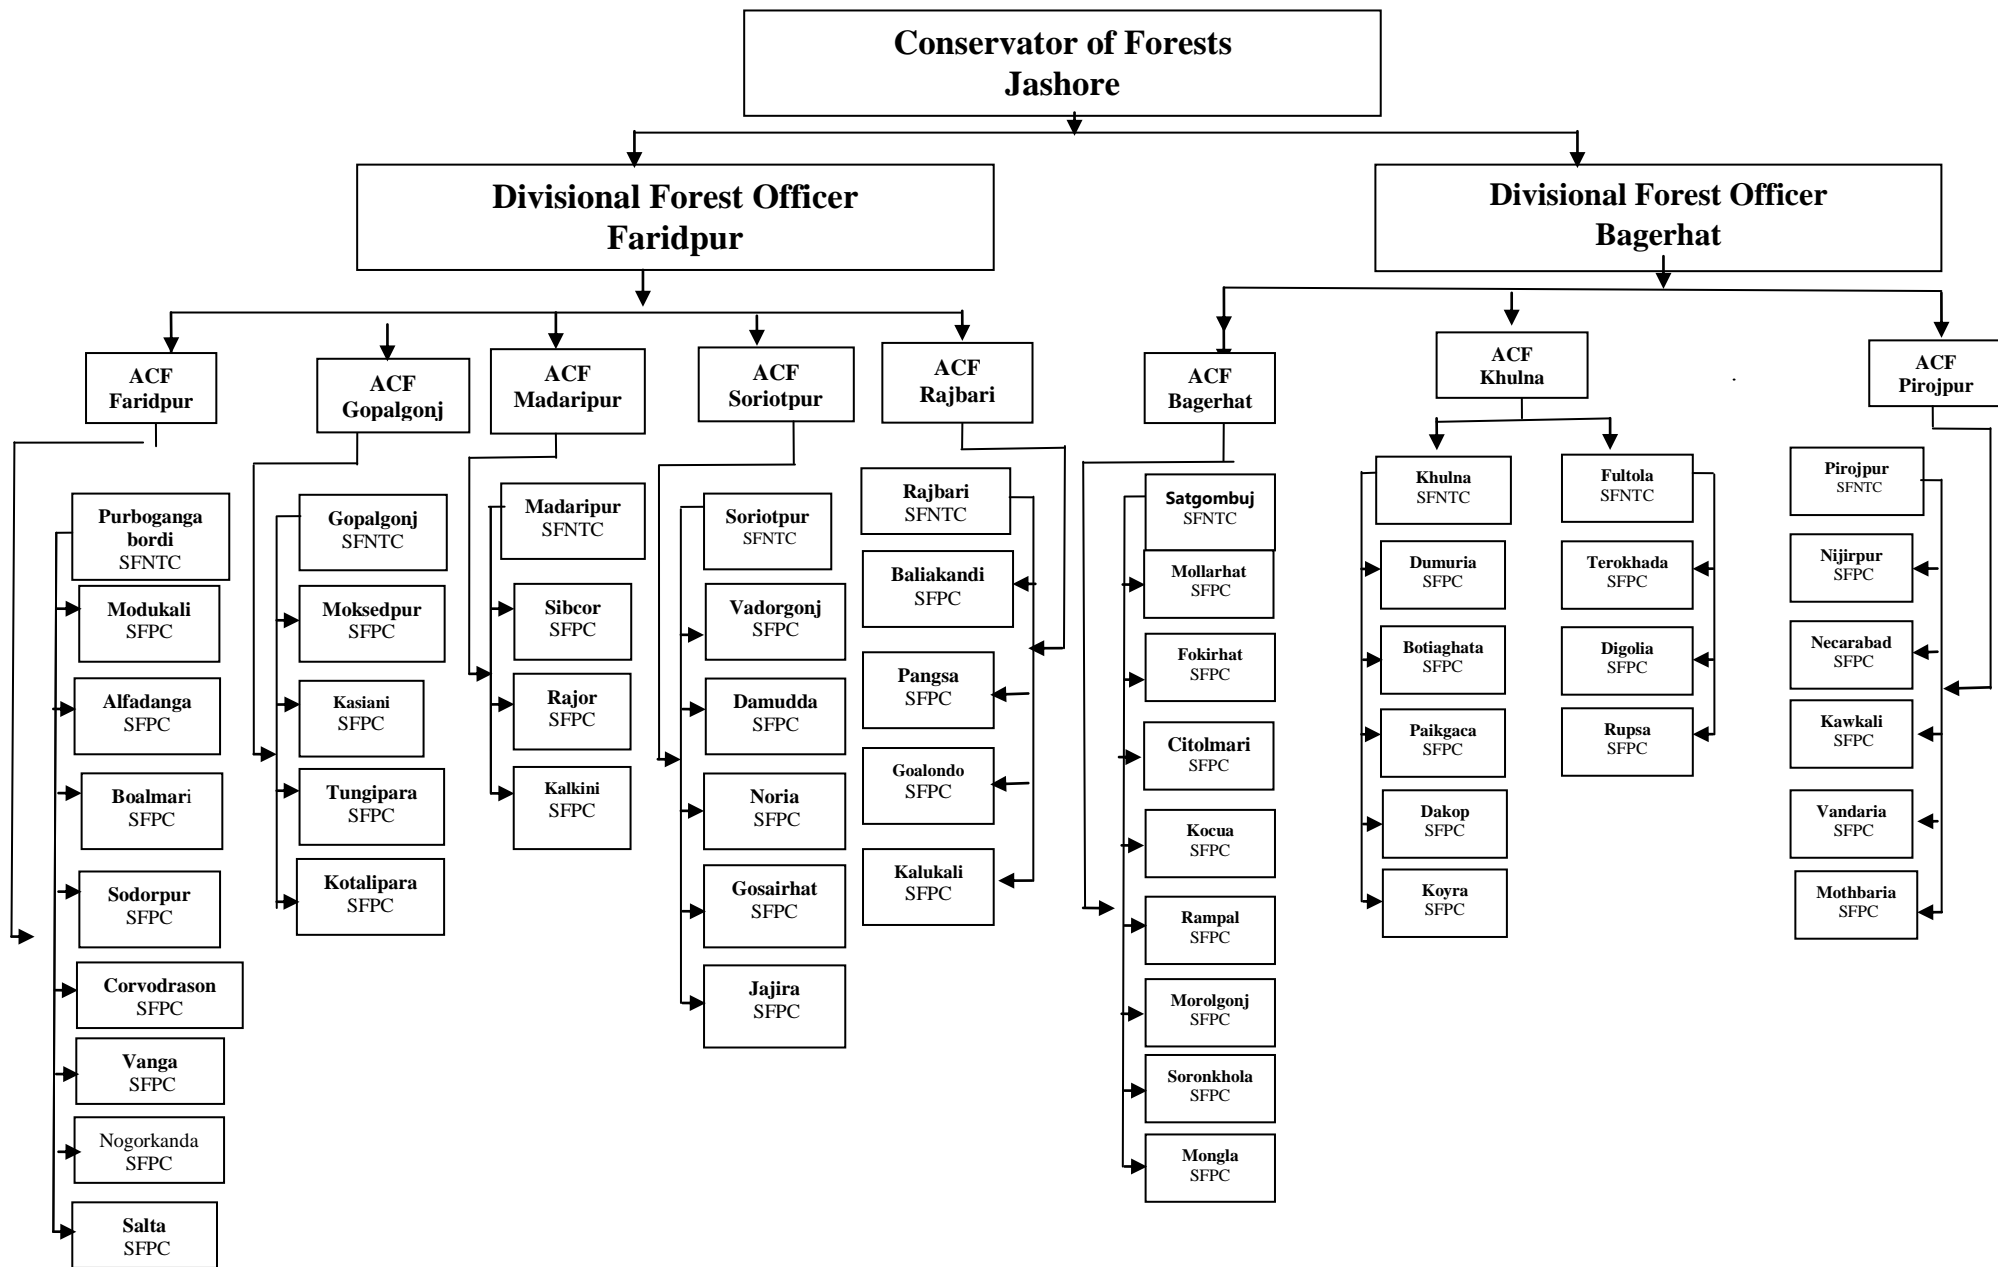 Conservator of Forests
Jashore
Divisional Forest Officer
Faridpur
Divisional Forest Officer
Bagerhat
ACF
Faridpur
ACF
Gopalgonj
ACF
Madaripur
ACF
Soriotpur
ACF
Rajbari
ACF
Bagerhat
ACF
Khulna
ACF
Pirojpur
Purboganga
bordi
SFNTC
Modukali
SFPC
Alfadanga
SFPC
Boalmari
SFPC
Sodorpur
SFPC
Corvodrason
SFPC
Vanga
SFPC
Nogorkanda
SFPC
Salta
SFPC
Gopalgonj
SFNTC
Moksedpur
SFPC
Kasiani
SFPC
Tungipara
SFPC
Kotalipara
SFPC
Madaripur
SFNTC
Sibcor
SFPC
Rajor
SFPC
Kalkini
SFPC
Soriotpur
SFNTC
Vadorgonj
SFPC
Damudda
SFPC
Noria
SFPC
Gosairhat
SFPC
Jajira
SFPC
Rajbari
SFNTC
Baliakandi
SFPC
Pangsa
SFPC
Goalondo
SFPC
Kalukali
SFPC
Satgombuj
SFNTC
Mollarhat
SFPC
Fokirhat
SFPC
Citolmari
SFPC
Kocua
SFPC
Rampal
SFPC
Morolgonj
SFPC
Soronkhola
SFPC
Mongla
SFPC
Khulna
SFNTC
Dumuria
SFPC
Botiaghata
SFPC
Paikgaca
SFPC
Dakop
SFPC
Koyra
SFPC
Fultola
SFNTC
Terokhada
SFPC
Digolia
SFPC
Rupsa
SFPC
Pirojpur
SFNTC
Nijirpur
SFPC
Necarabad
SFPC
Kawkali
SFPC
Vandaria
SFPC
Mothbaria
SFPC